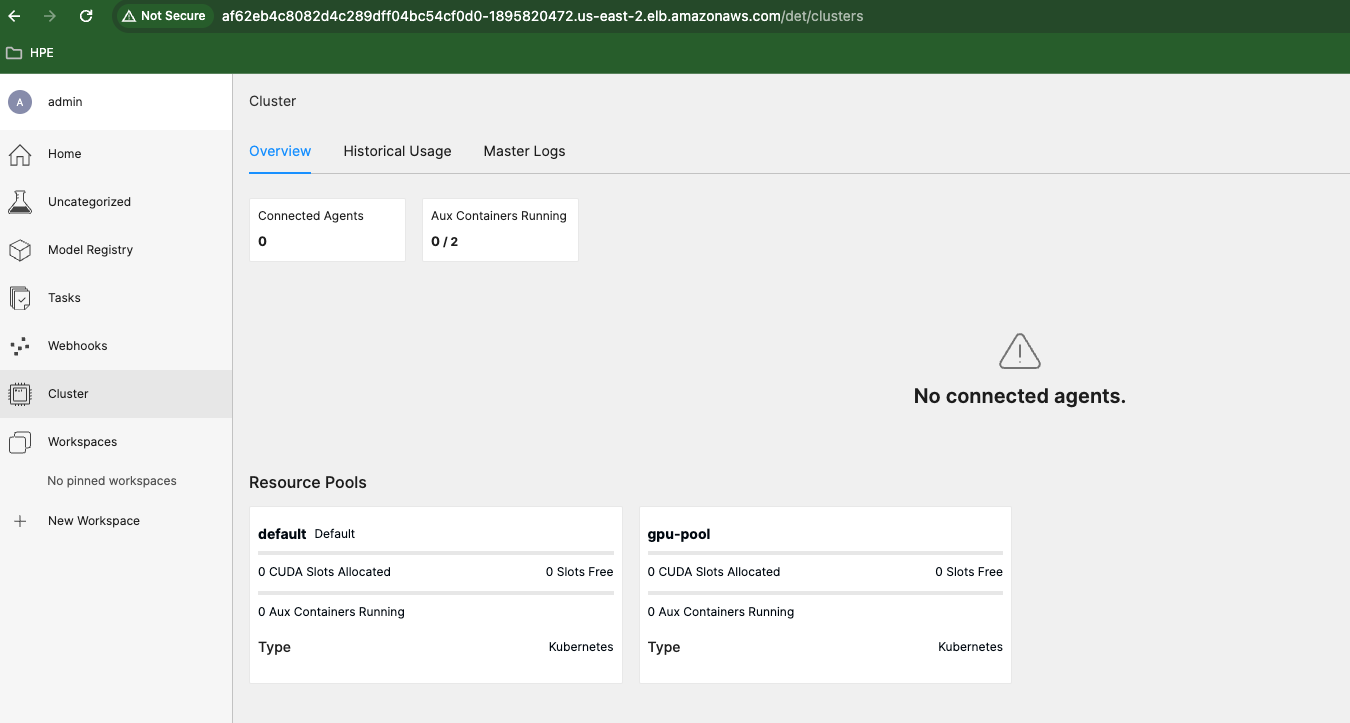 Not Secure af62eb4c8082d4c289dff04bc54cf0d0-1895820472.us-east-2.elb.amazonaws.com/det/clusters
HPE
A admin
Home
Uncategorized
Model Registry
Tasks
Webhooks
Cluster
Workspaces
No pinned workspaces
New Workspace
Cluster
Overview Historical Usage Master Logs
Connected Agents
0
Aux Containers Running
0 / 2
No connected agents.
Resource Pools
default Default
0 CUDA Slots Allocated 0 Slots Free
0 Aux Containers Running
Type Kubernetes
gpu-pool
0 CUDA Slots Allocated 0 Slots Free
0 Aux Containers Running
Type Kubernetes